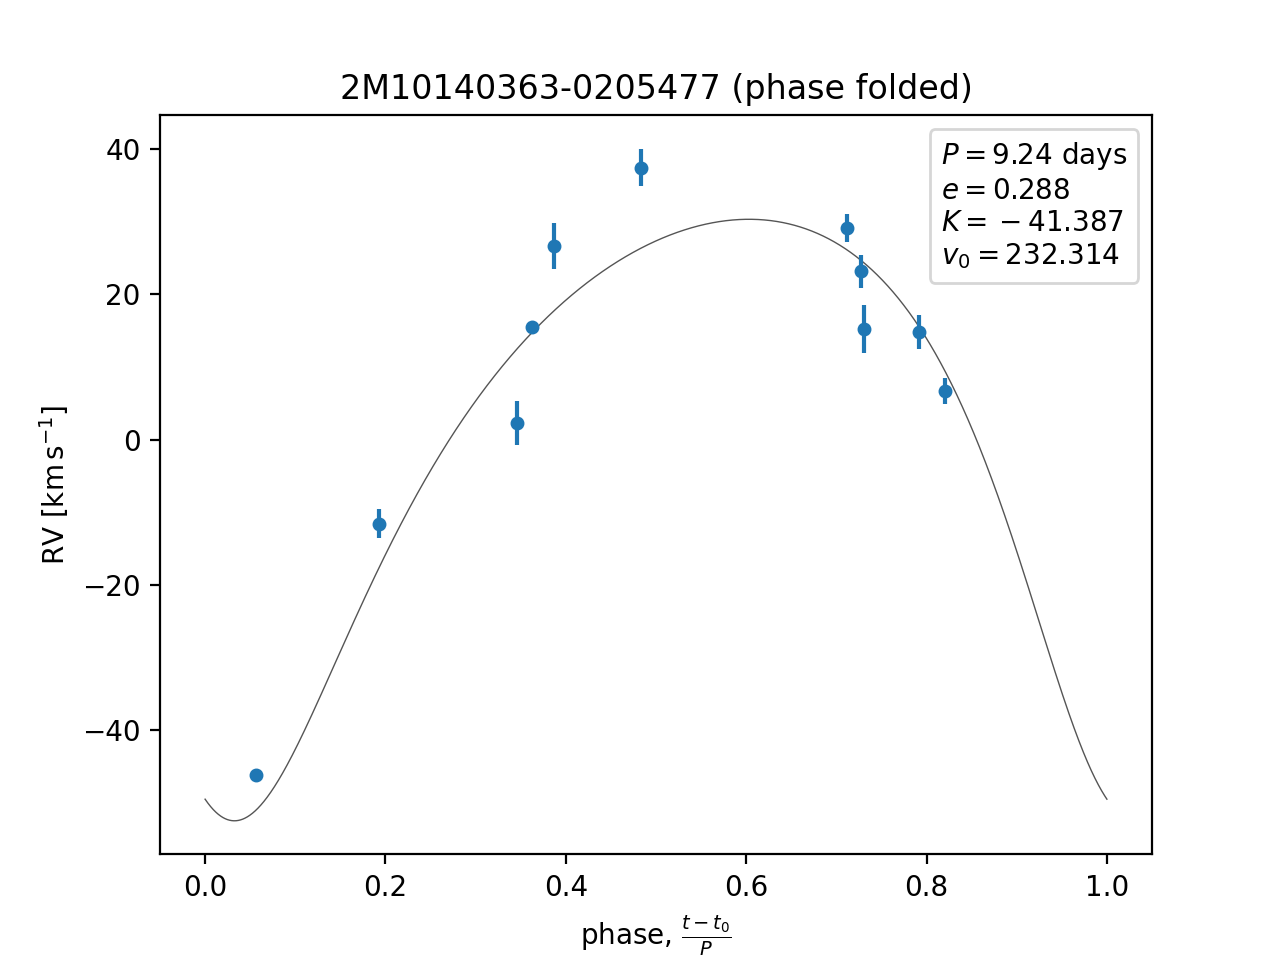 2M10140363-0205477 (phase folded)
P = 9.24 days
e = 0.288
K = −41.387
v₀ = 232.314
RV [km s⁻¹]
40
20
0
−20
−40
0.0 0.2 0.4 0.6 0.8 1.0
phase, (t − t₀)/P